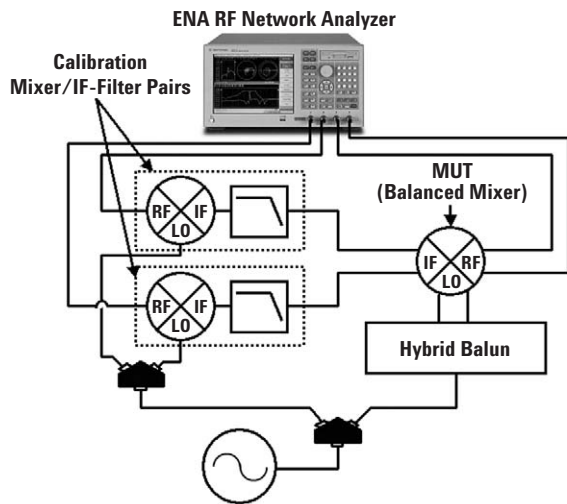 ENA RF Network Analyzer
Calibration
Mixer/IF-Filter Pairs
MUT
(Balanced Mixer)
RF IF
LO
IF RF
LO
RF IF
LO
Hybrid Balun